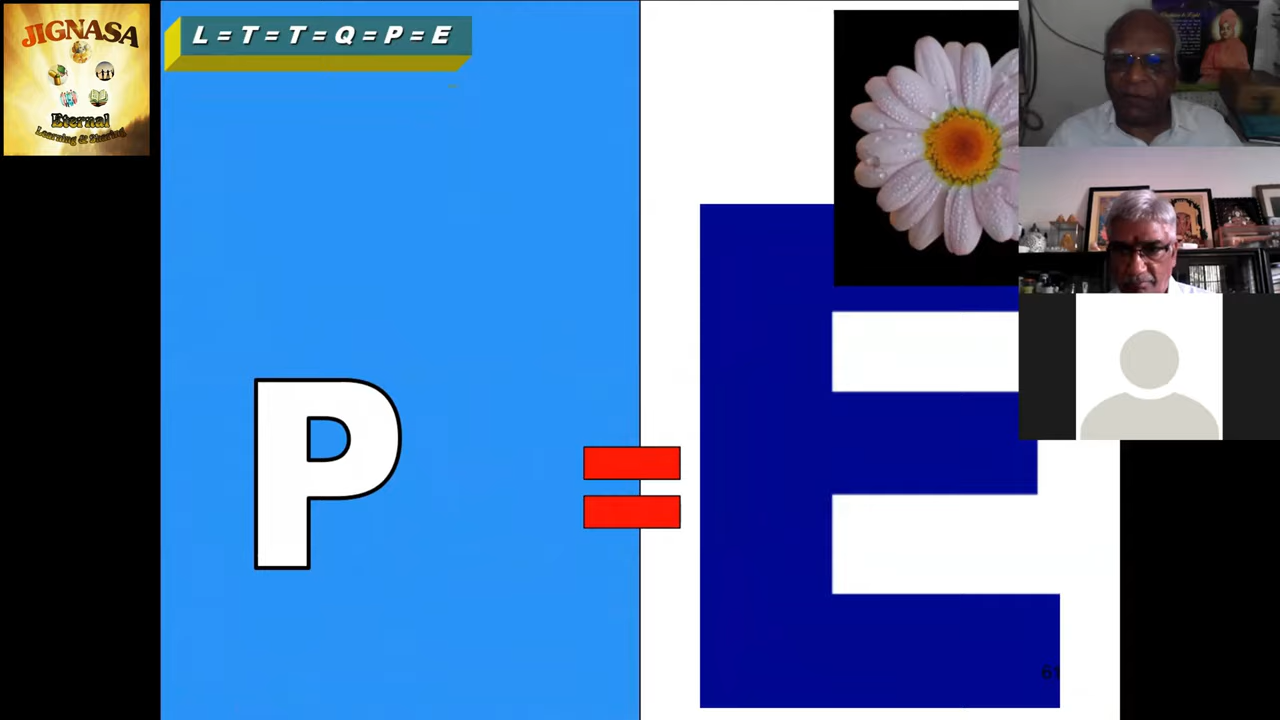 JIGNASA
Eternal
Learning & Sharing
L = T = T = Q = P = E
P = E